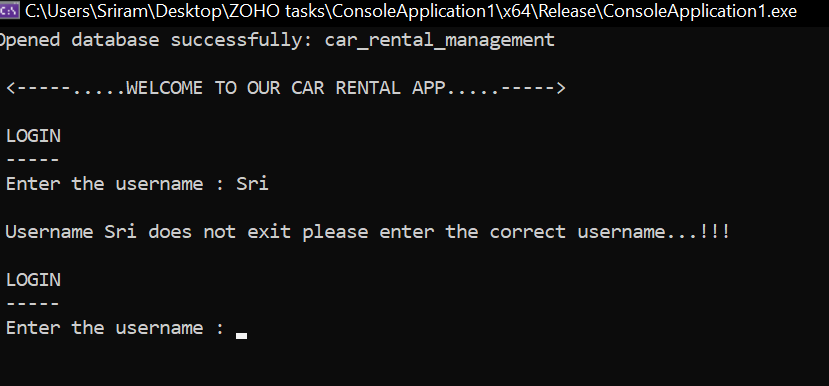 C:\Users\Sriram\Desktop\ZOHO tasks\ConsoleApplication1\x64\Release\ConsoleApplication1.exe
Opened database successfully: car_rental_management
<-----.....WELCOME TO OUR CAR RENTAL APP.....----->
LOGIN
-----
Enter the username : Sri
Username Sri does not exit please enter the correct username...!!!
LOGIN
-----
Enter the username :